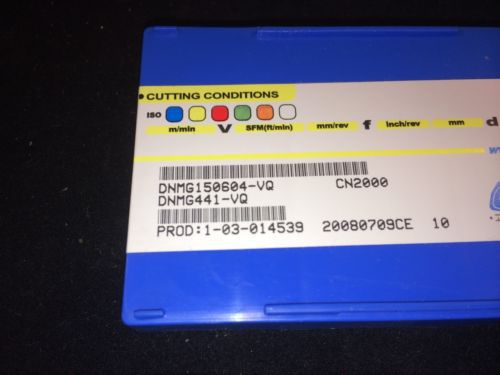 • CUTTING CONDITIONS
ISO
m/min V SFM(ft/min) mm/rev f inch/rev mm d
DNMG150604-VQ CN2000
DNMG441-VQ
PROD:1-03-014539 20080709CE 10